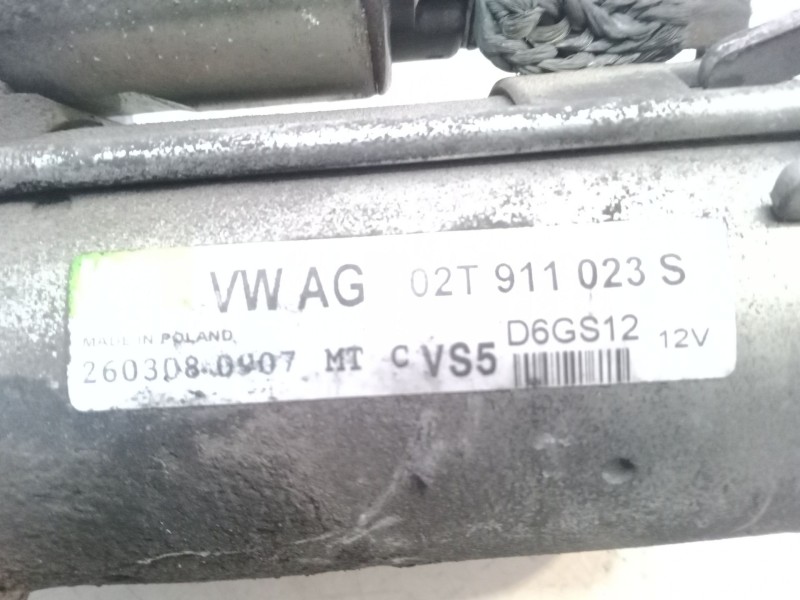 VW AG 02T 911 023 S
MADE IN POLAND
260308 0907 MT C VS5 D6GS12 12V